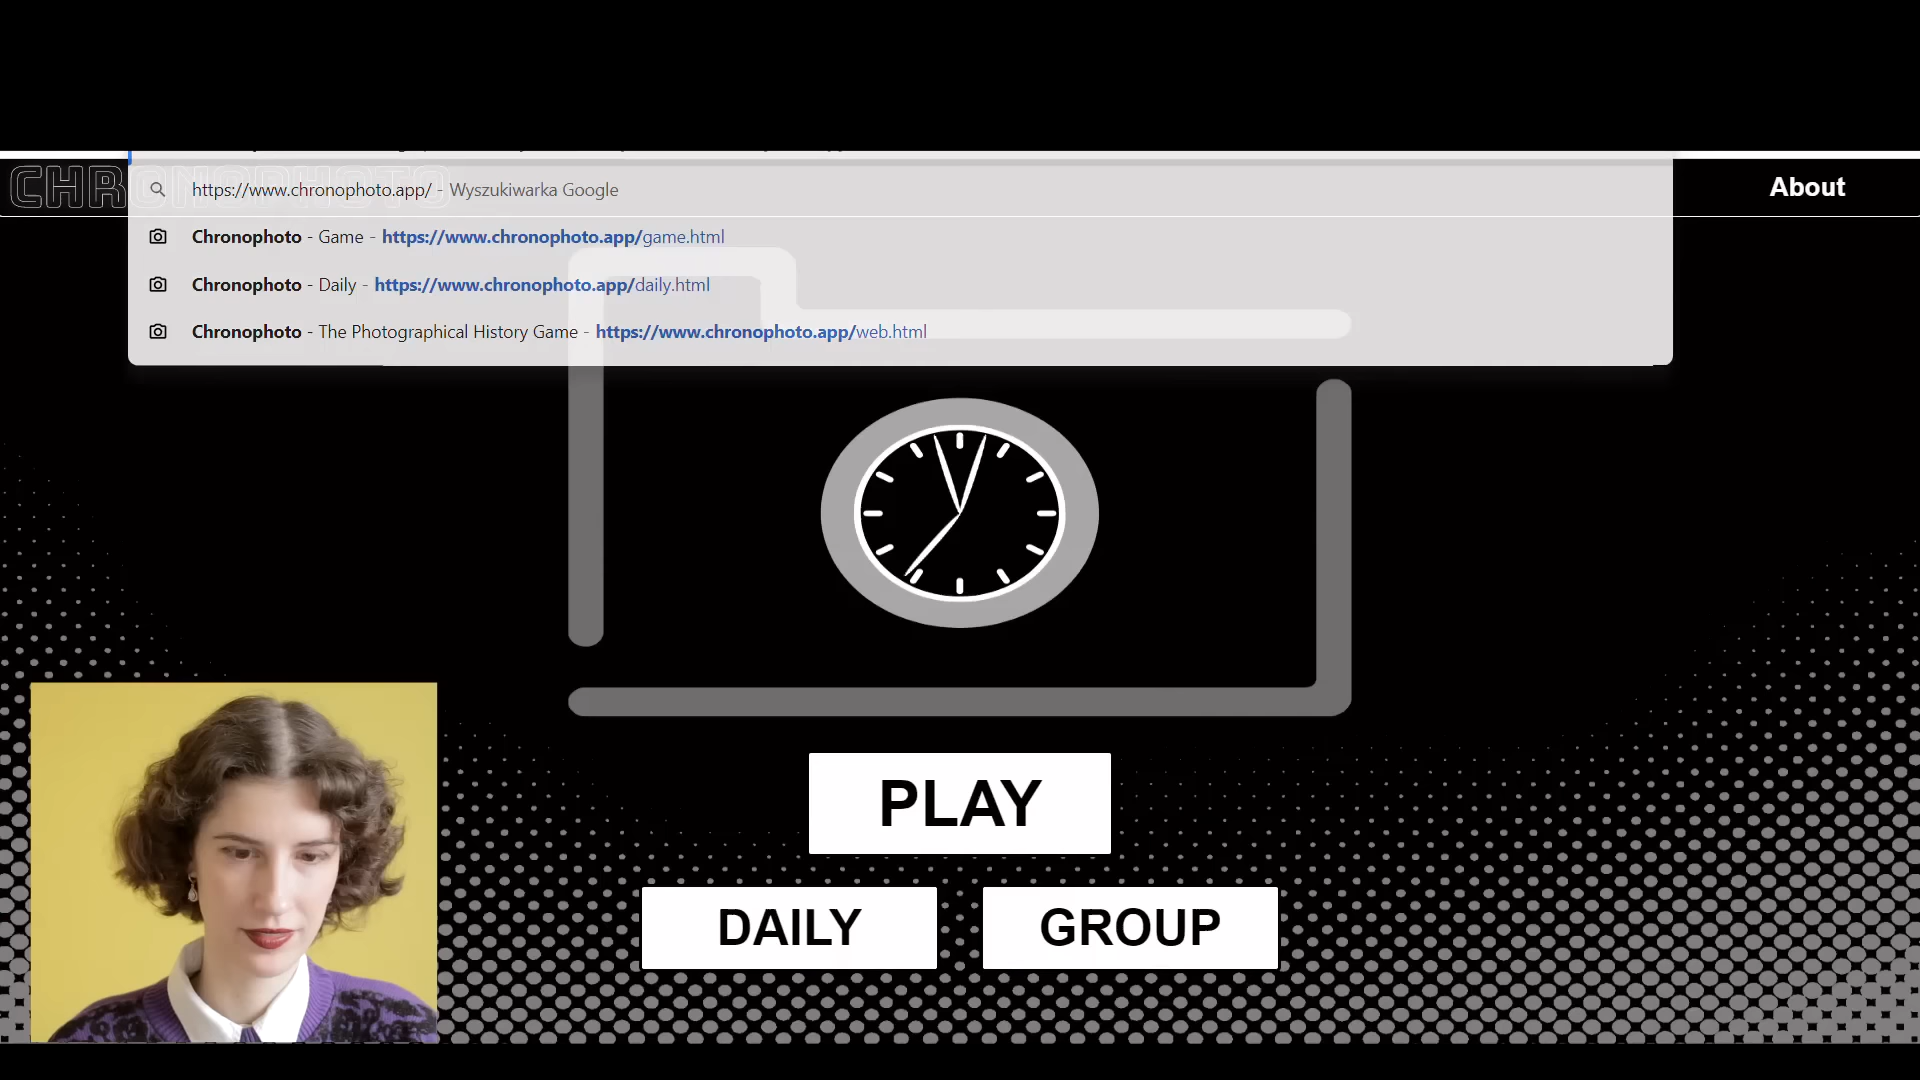 CHRONOPHOTO
About
https://www.chronophoto.app/ - Wyszukiwarka Google
Chronophoto - Game - https://www.chronophoto.app/game.html
Chronophoto - Daily - https://www.chronophoto.app/daily.html
Chronophoto - The Photographical History Game - https://www.chronophoto.app/web.html
PLAY
DAILY
GROUP